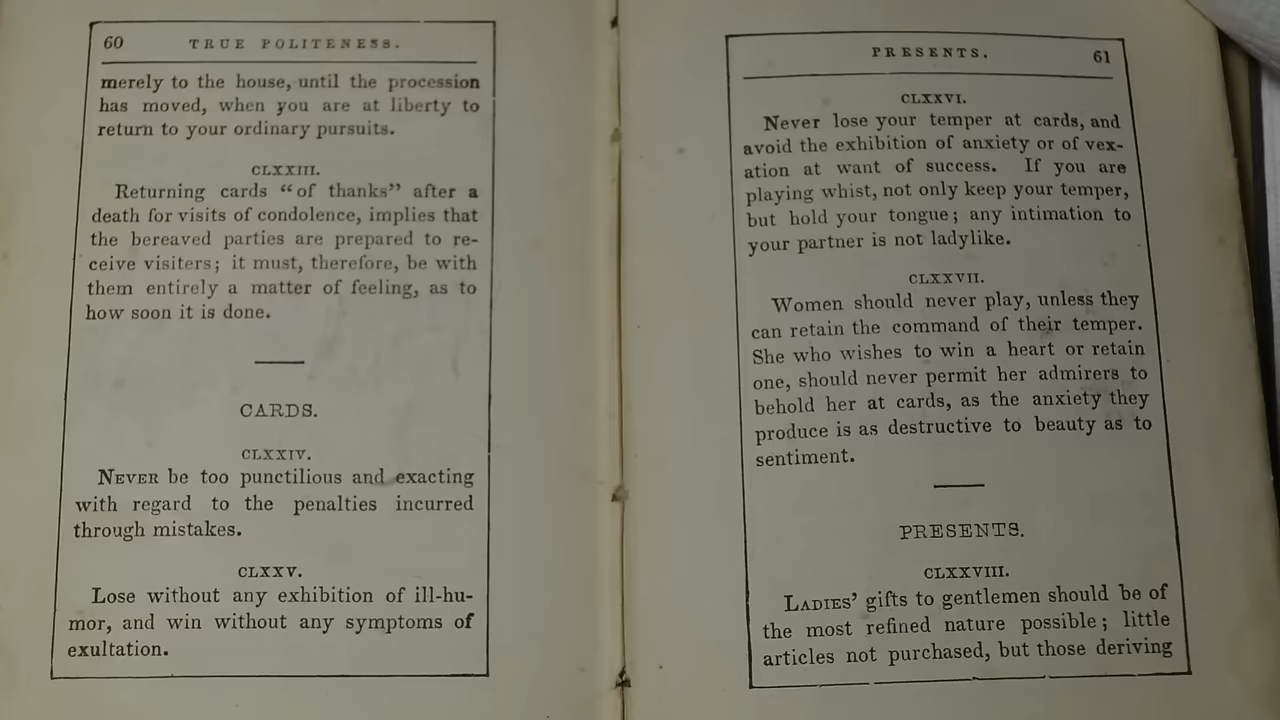 60 TRUE POLITENESS.
merely to the house, until the procession
has moved, when you are at liberty to
return to your ordinary pursuits.
CLXXIII.
Returning cards “of thanks” after a
death for visits of condolence, implies that
the bereaved parties are prepared to re-
ceive visiters; it must, therefore, be with
them entirely a matter of feeling, as to
how soon it is done.
CARDS.
CLXXIV.
NEVER be too punctilious and exacting
with regard to the penalties incurred
through mistakes.
CLXXV.
Lose without any exhibition of ill-hu-
mor, and win without any symptoms of
exultation.
PRESENTS. 61
CLXXVI.
Never lose your temper at cards, and
avoid the exhibition of anxiety or of vex-
ation at want of success. If you are
playing whist, not only keep your temper,
but hold your tongue; any intimation to
your partner is not ladylike.
CLXXVII.
Women should never play, unless they
can retain the command of their temper.
She who wishes to win a heart or retain
one, should never permit her admirers to
behold her at cards, as the anxiety they
produce is as destructive to beauty as to
sentiment.
PRESENTS.
CLXXVIII.
LADIES’ gifts to gentlemen should be of
the most refined nature possible; little
articles not purchased, but those deriving